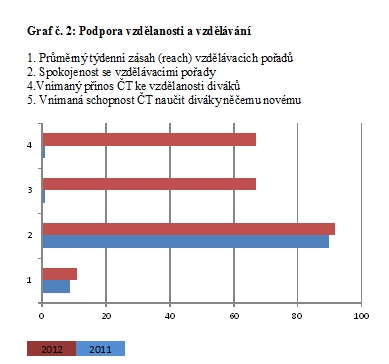 Graf č. 2: Podpora vzdělanosti a vzdělávání
1. Průměrný týdenní zásah (reach) vzdělávacích pořadů
2. Spokojenost se vzdělávacími pořady
4.Vnímaný přínos ČT ke vzdělanosti diváků
5. Vnímaná schopnost ČT naučit diváky něčemu novému
4
3
2
1
0 20 40 60 80 100
2012 2011